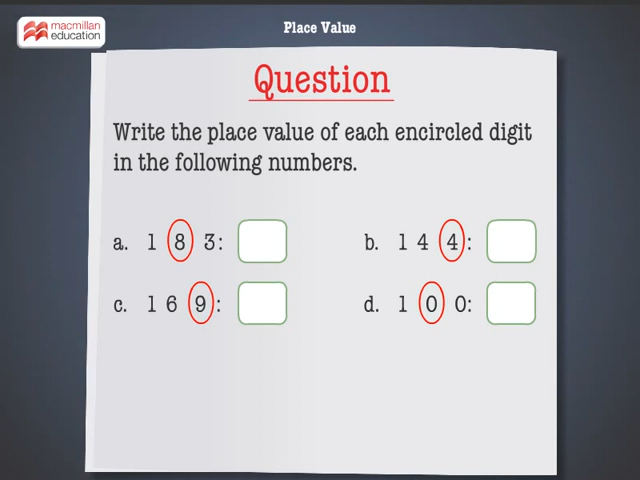 macmillan
education
Place Value
Question
Write the place value of each encircled digit
in the following numbers.
a. 1 8 3:
b. 1 4 4:
c. 1 6 9:
d. 1 0 0: